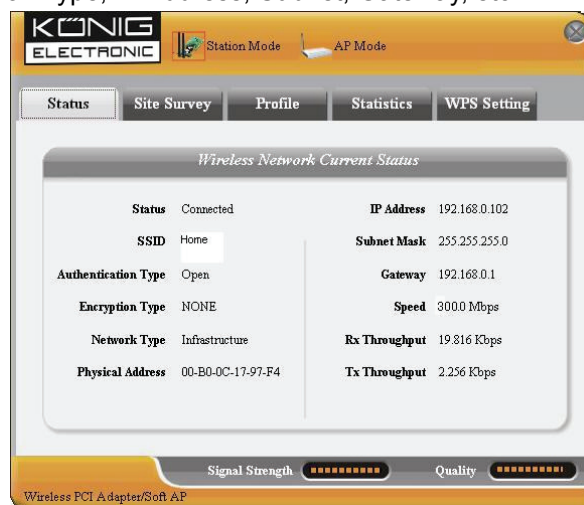 KÖNIG
ELECTRONIC
Station Mode
AP Mode
Status
Site Survey
Profile
Statistics
WPS Setting
Wireless Network Current Status
Status Connected
SSID Home
Authentication Type Open
Encryption Type NONE
Network Type Infrastructure
Physical Address 00-B0-0C-17-97-F4
IP Address 192.168.0.102
Subnet Mask 255.255.255.0
Gateway 192.168.0.1
Speed 300.0 Mbps
Rx Throughput 19.816 Kbps
Tx Throughput 2.256 Kbps
Signal Strength
Quality
Wireless PCI Adapter/Soft AP